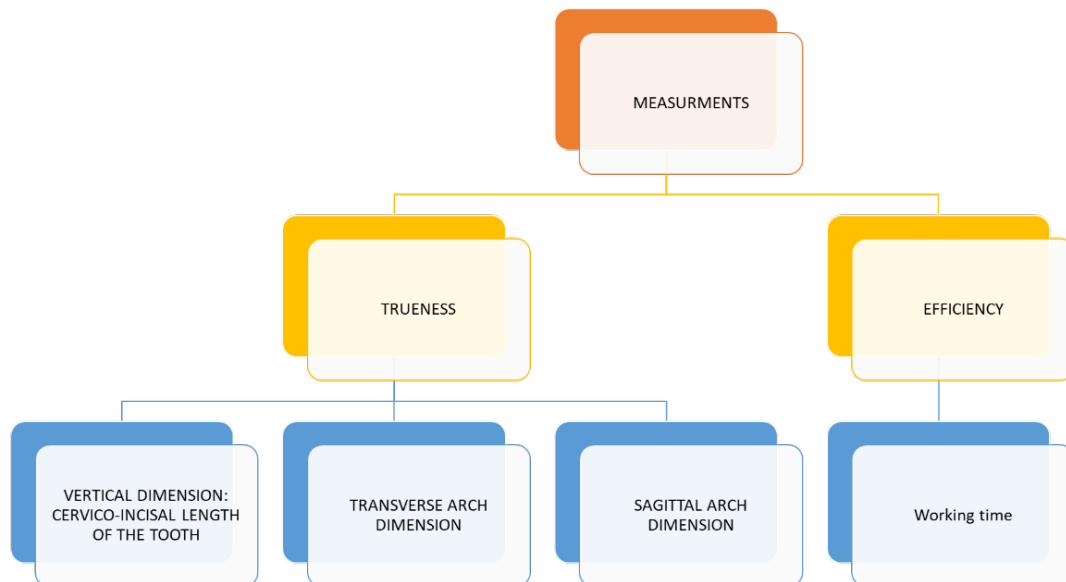 MEASURMENTS
TRUENESS
EFFICIENCY
VERTICAL DIMENSION:
CERVICO-INCISAL LENGTH
OF THE TOOTH
TRANSVERSE ARCH
DIMENSION
SAGITTAL ARCH
DIMENSION
Working time